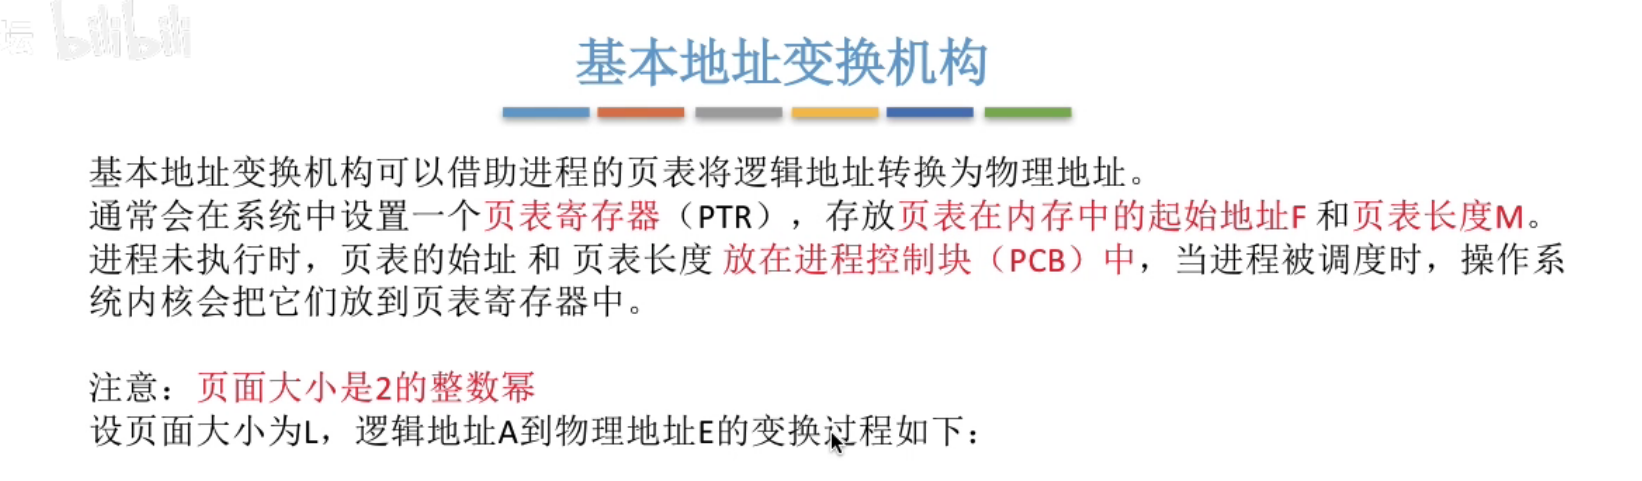 坛 bilibili
基本地址变换机构
基本地址变换机构可以借助进程的页表将逻辑地址转换为物理地址。
通常会在系统中设置一个页表寄存器（PTR），存放页表在内存中的起始地址F 和页表长度M。
进程未执行时，页表的始址 和 页表长度 放在进程控制块（PCB）中，当进程被调度时，操作系
统内核会把它们放到页表寄存器中。
注意：页面大小是2的整数幂
设页面大小为L，逻辑地址A到物理地址E的变换过程如下：